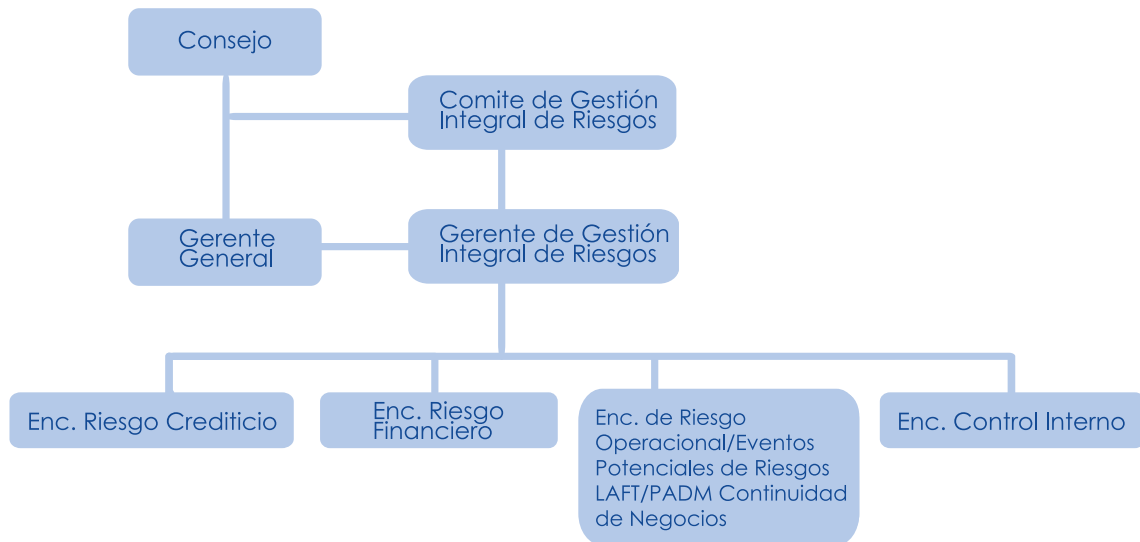 Consejo
Comite de Gestión
Integral de Riesgos
Gerente
General
Gerente de Gestión
Integral de Riesgos
Enc. Riesgo Crediticio
Enc. Riesgo
Financiero
Enc. de Riesgo
Operacional/Eventos
Potenciales de Riesgos
LAFT/PADM Continuidad
de Negocios
Enc. Control Interno